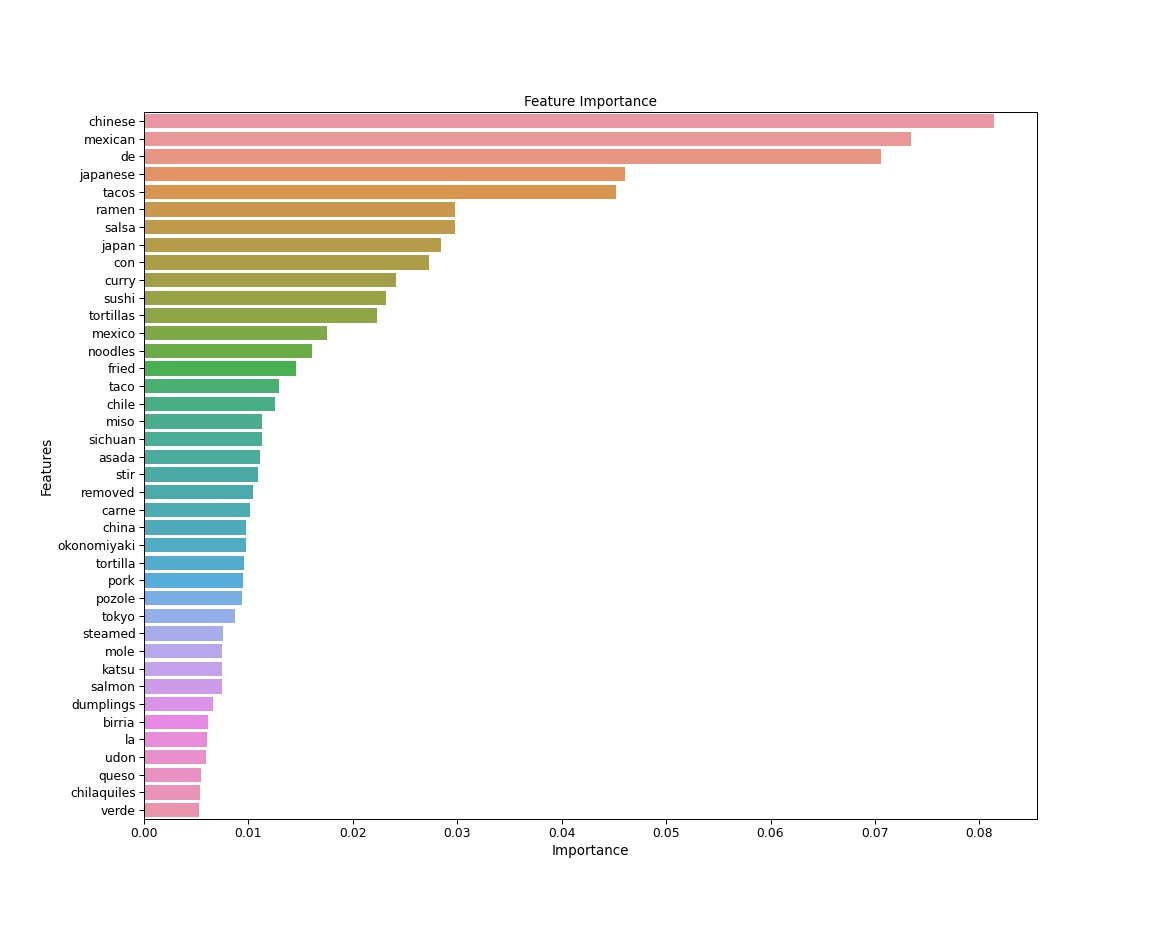 Feature Importance
chinese
mexican
de
japanese
tacos
ramen
salsa
japan
con
curry
sushi
tortillas
mexico
noodles
fried
taco
chile
miso
sichuan
asada
stir
removed
carne
china
okonomiyaki
tortilla
pork
pozole
tokyo
steamed
mole
katsu
salmon
dumplings
birria
la
udon
queso
chilaquiles
verde
Features
0.00 0.01 0.02 0.03 0.04 0.05 0.06 0.07 0.08
Importance